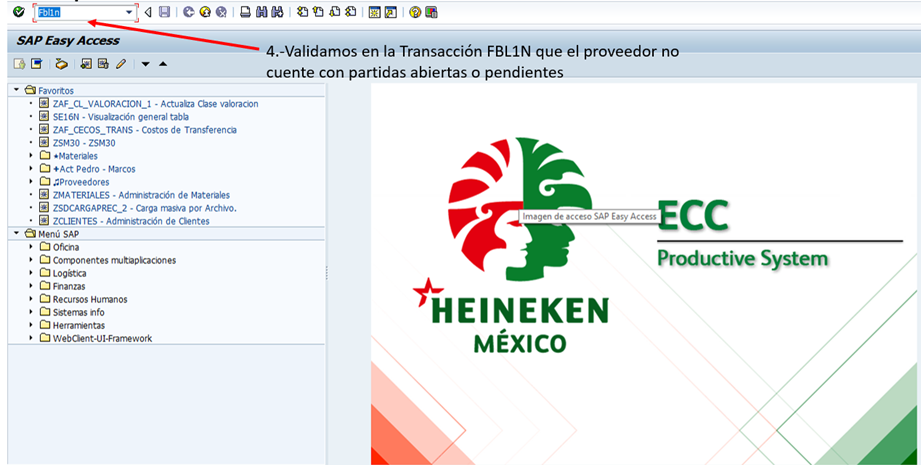 Fbl1n
SAP Easy Access
4.-Validamos en la Transacción FBL1N que el proveedor no
cuente con partidas abiertas o pendientes
Favoritos
ZAF_CL_VALORACION_1 - Actualiza Clase valoracion
SE16N - Visualización general tabla
ZAF_CECOS_TRANS - Costos de Transferencia
ZSM30 - ZSM30
★Materiales
✚Act Pedro - Marcos
♫Proveedores
ZMATERIALES - Administración de Materiales
ZSDCARGAPREC_2 - Carga masiva por Archivo.
ZCLIENTES - Administración de Clientes
Menú SAP
Oficina
Componentes multiaplicaciones
Logística
Finanzas
Recursos Humanos
Sistemas info
Herramientas
WebClient-UI-Framework
Imagen de acceso SAP Easy Access
ECC
Productive System
HEINEKEN
MÉXICO